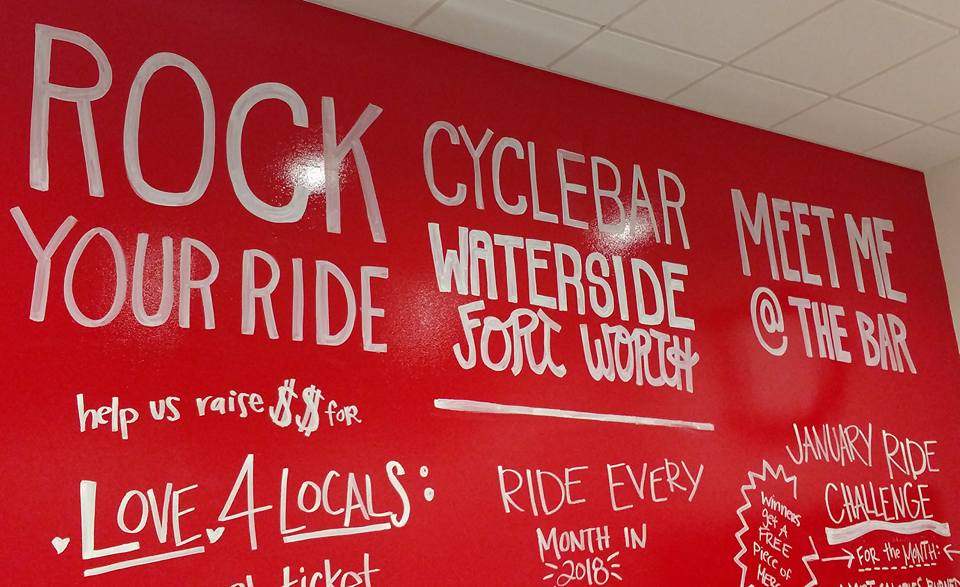 ROCK
YOUR RIDE
help us raise $$ for
LOVE 4 LOCALS:
ticket
CYCLEBAR
WATERSIDE
FORT WORTH
RIDE EVERY
MONTH IN
2018
MEET ME
@ THE BAR
JANUARY RIDE
CHALLENGE
FOR the MONTH:
Winners
get A
FREE
piece of